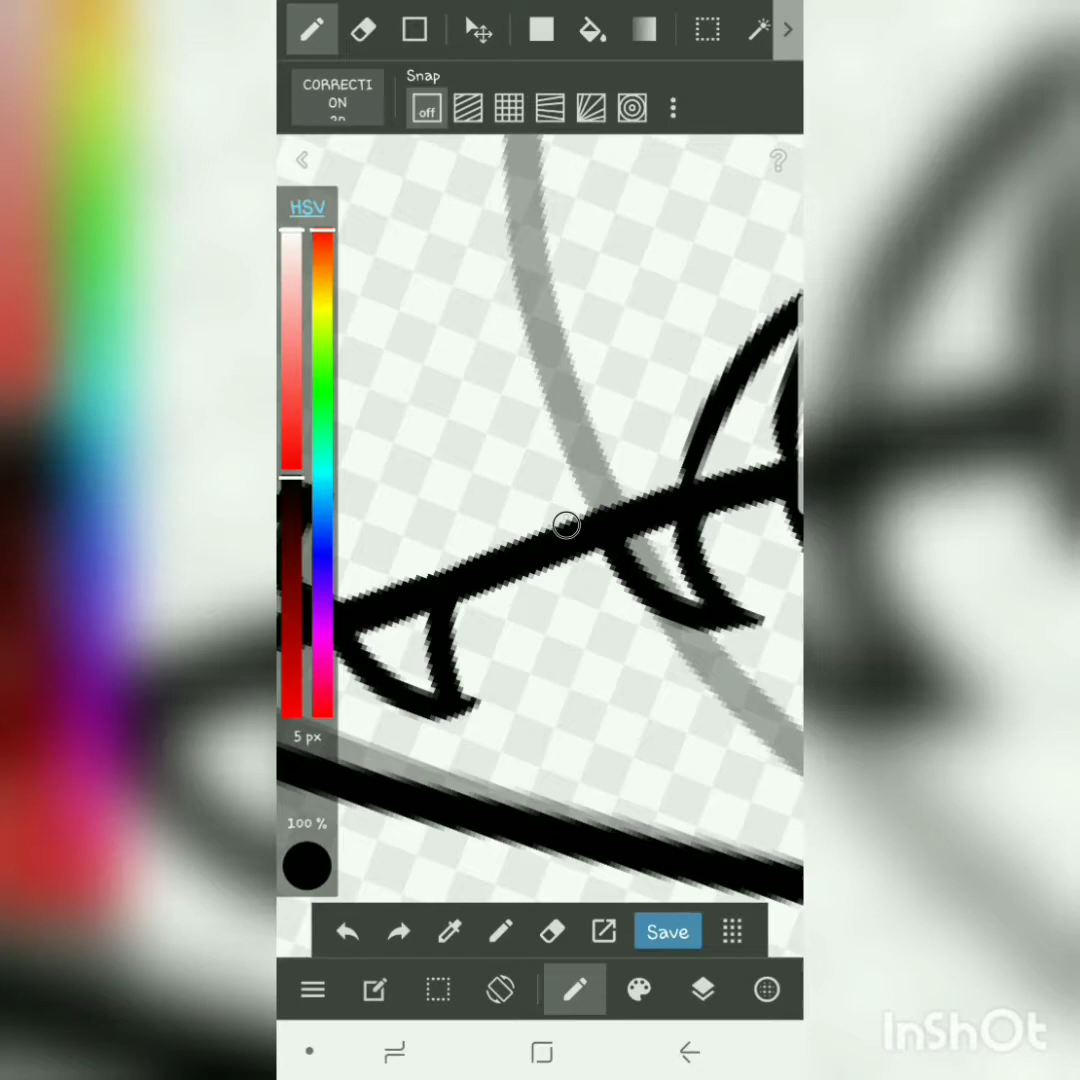 CORRECTI
ON
Snap
off
?
HSV
5 px
100 %
Save
InShOt